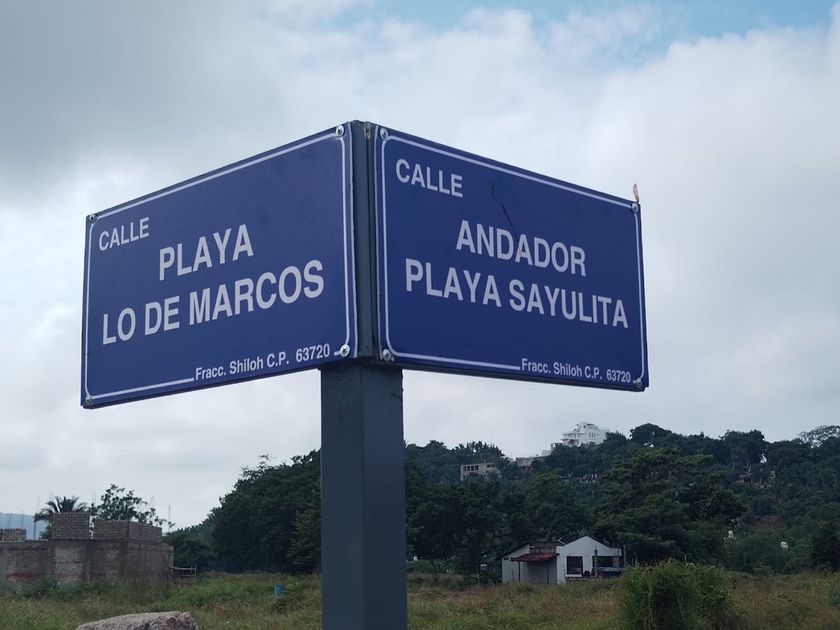 CALLE
PLAYA
LO DE MARCOS
Fracc. Shiloh C.P. 63720
CALLE
ANDADOR
PLAYA SAYULITA
Fracc. Shiloh C.P. 63720